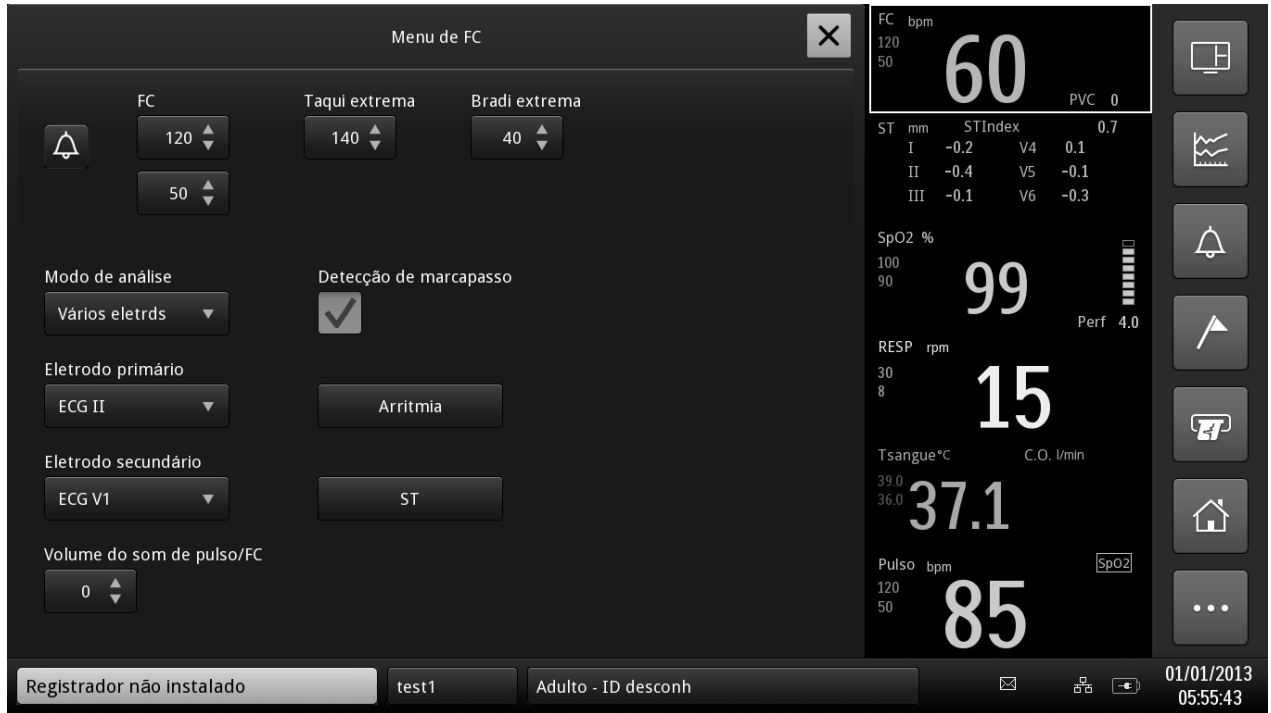 Menu de FC
FC
Taqui extrema
Bradi extrema
120
140
40
50
Modo de análise
Detecção de marcapasso
Vários eletrds
Eletrodo primário
ECG II
Arritmia
Eletrodo secundário
ECG V1
ST
Volume do som de pulso/FC
0
FC bpm
120
50
60
PVC 0
ST mm STIndex 0.7
I -0.2 V4 0.1
II -0.4 V5 -0.1
III -0.1 V6 -0.3
SpO2 %
100
90
99
Perf 4.0
RESP rpm
30
8
15
Tsangue °C C.O. l/min
39.0
36.0
37.1
Pulso bpm SpO2
120
50
85
Registrador não instalado
test1
Adulto - ID desconh
01/01/2013
05:55:43